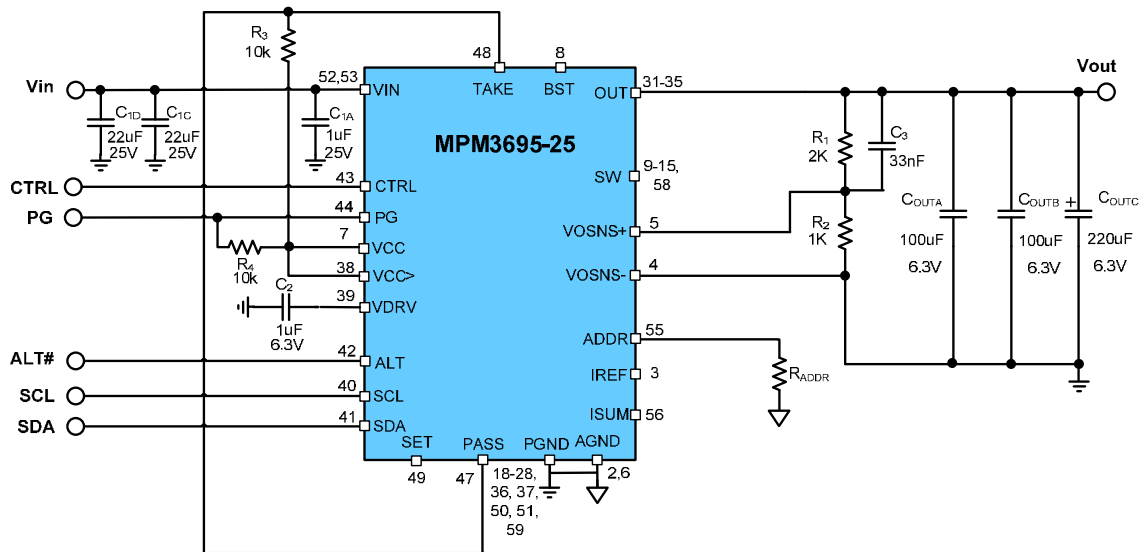 R3
10k
48
8
Vin
52,53
VIN
TAKE
BST
OUT
31-35
Vout
C1D
22uF
25V
C1C
22uF
25V
C1A
1uF
25V
MPM3695-25
R1
2K
C3
33nF
SW
9-15,
58
CTRL
43
CTRL
PG
44
PG
7
VCC
R4
10k
38
VCC>
C2
1uF
6.3V
39
VDRV
VOSNS+
5
R2
1K
VOSNS-
4
COUTA
100uF
6.3V
COUTB
100uF
6.3V
+
COUTC
220uF
6.3V
ALT#
42
ALT
SCL
40
SCL
SDA
41
SDA
ADDR
55
RADDR
IREF
3
ISUM
56
SET
49
PASS
47
PGND
18-28,
36, 37,
50, 51,
59
AGND
2,6